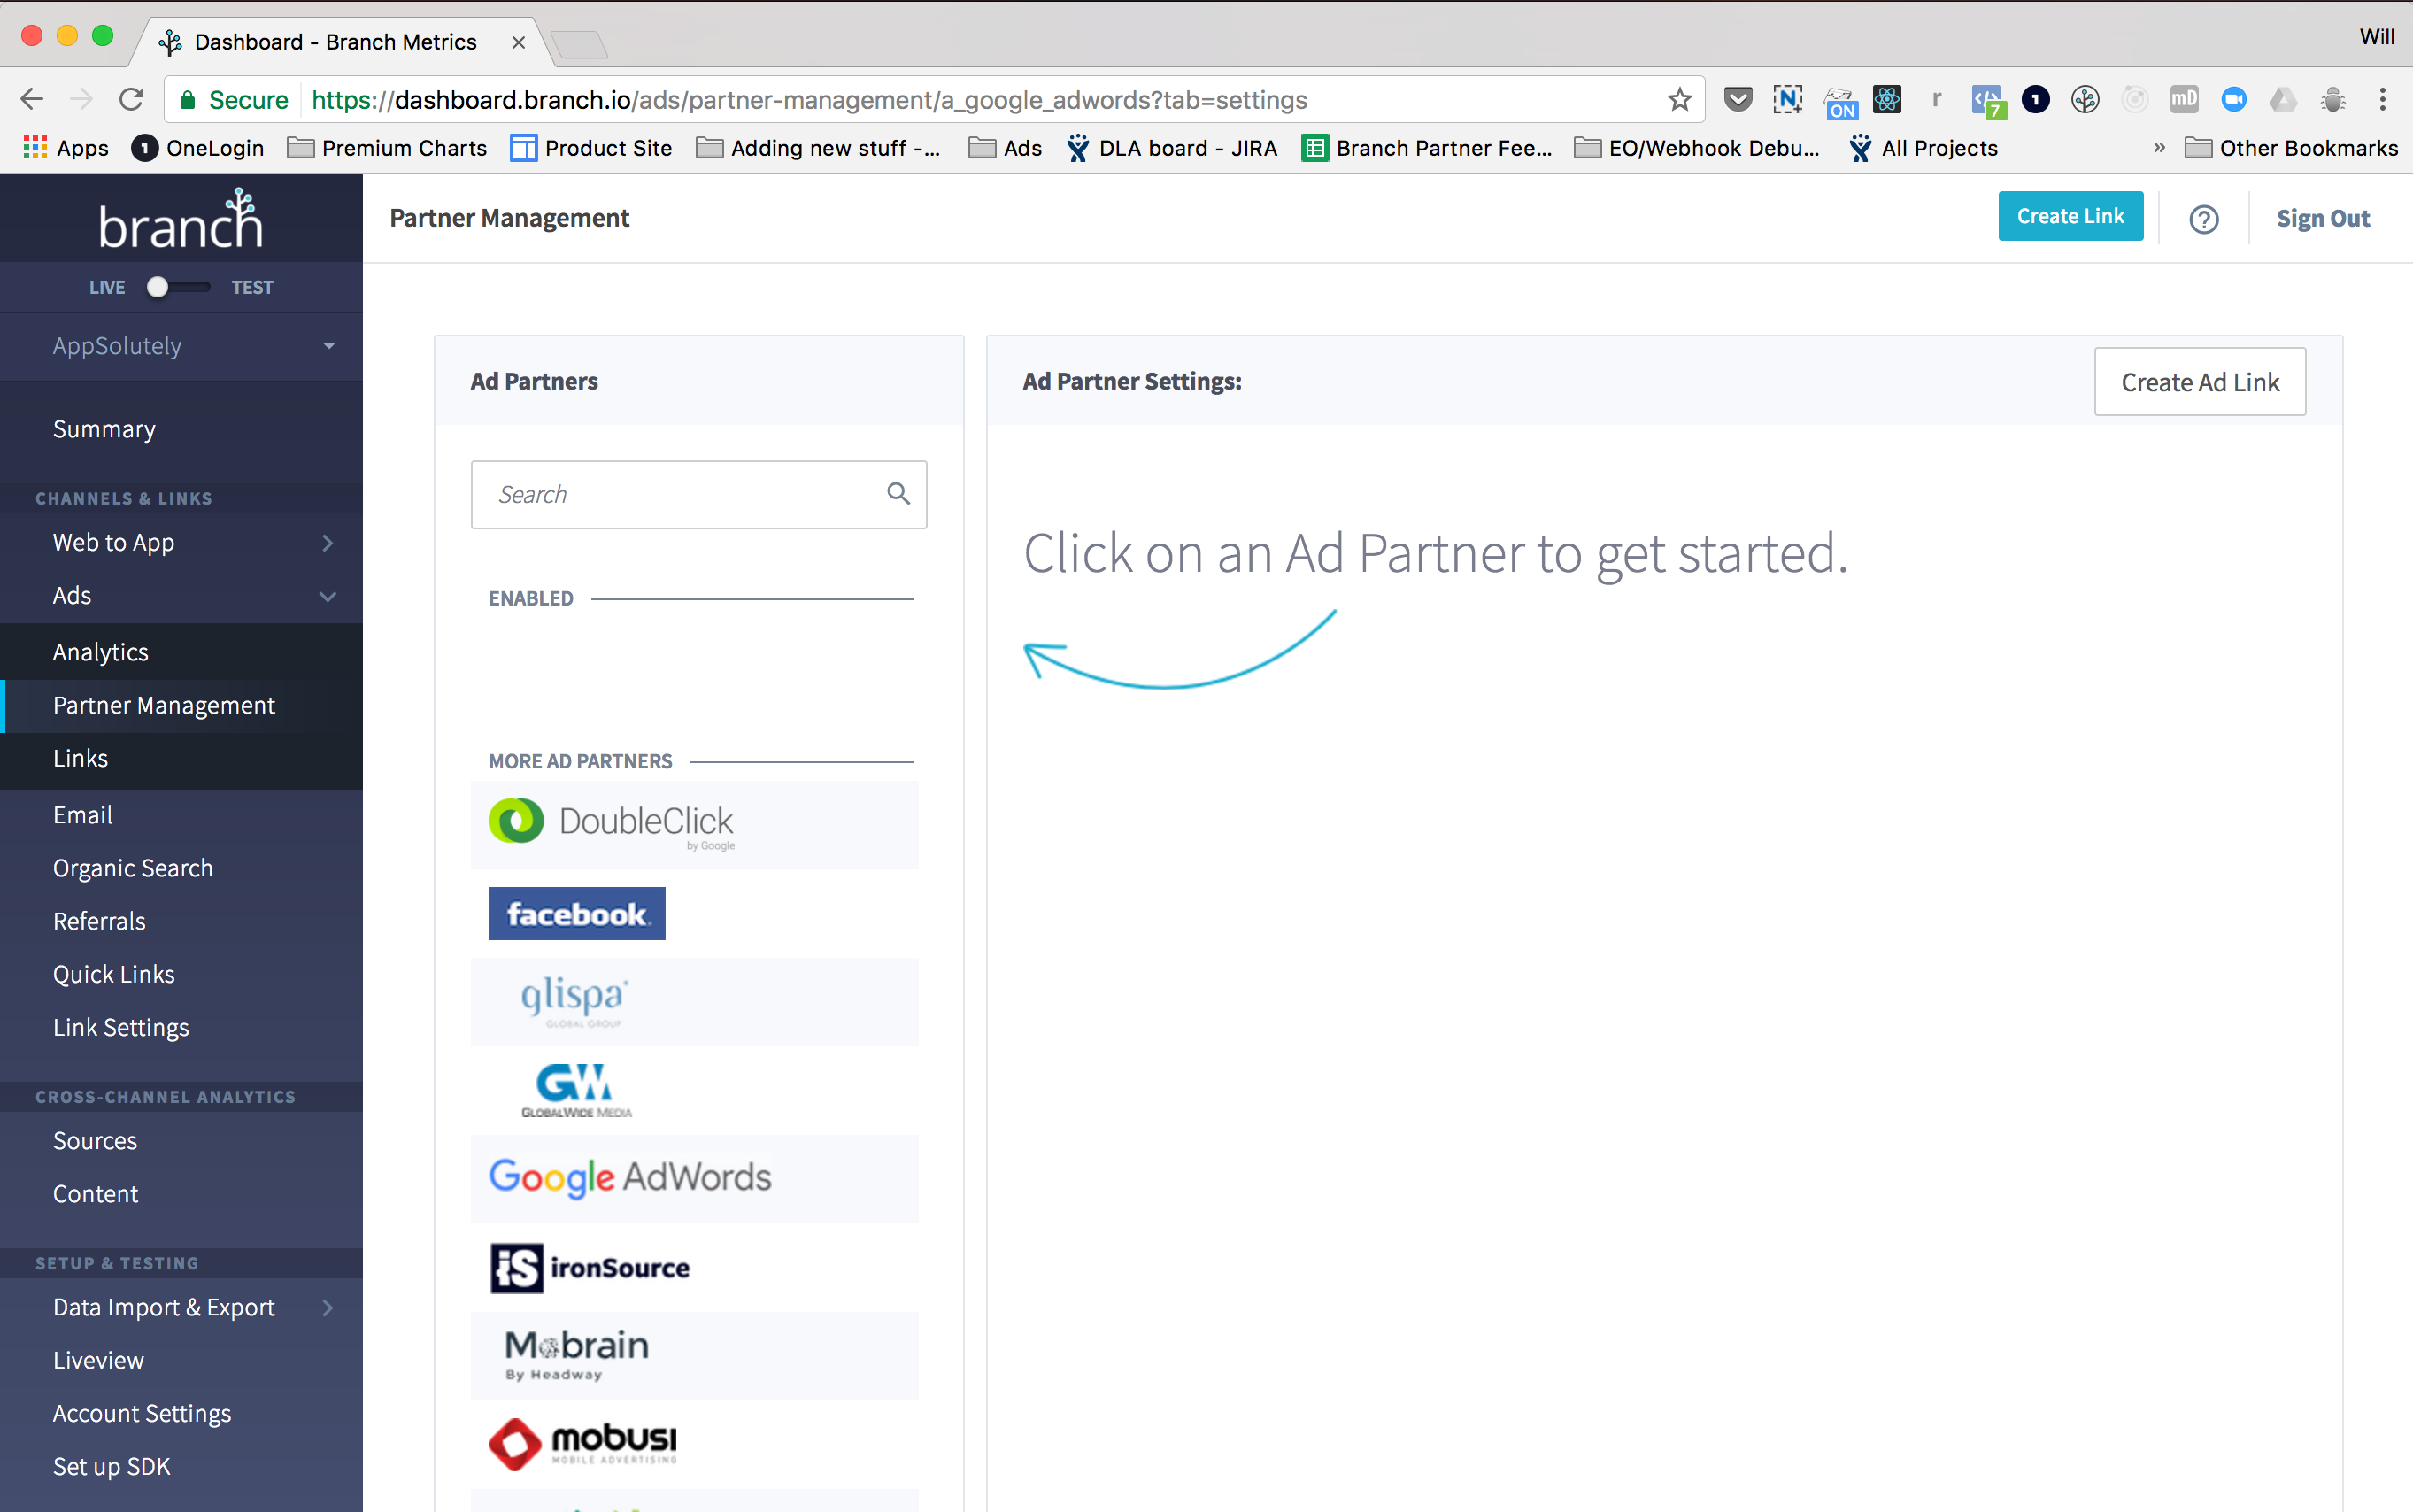 Dashboard - Branch Metrics
Will
Secure https://dashboard.branch.io/ads/partner-management/a_google_adwords?tab=settings
N ON r 7 1 mD
Apps 1 OneLogin Premium Charts Product Site Adding new stuff -... Ads DLA board - JIRA Branch Partner Fee... EO/Webhook Debu... All Projects » Other Bookmarks
branch
LIVE TEST
AppSolutely
Summary
CHANNELS & LINKS
Web to App
Ads
Analytics
Partner Management
Links
Email
Organic Search
Referrals
Quick Links
Link Settings
CROSS-CHANNEL ANALYTICS
Sources
Content
SETUP & TESTING
Data Import & Export
Liveview
Account Settings
Set up SDK
Partner Management
Create Link
?
Sign Out
Ad Partners
Search
ENABLED
MORE AD PARTNERS
DoubleClick
by Google
facebook.
glispa
GLOBAL GROUP
GW
GLOBALWIDE MEDIA
Google AdWords
iS ironSource
Mobrain
By Headway
mobusi
MOBILE ADVERTISING
Ad Partner Settings:
Create Ad Link
Click on an Ad Partner to get started.